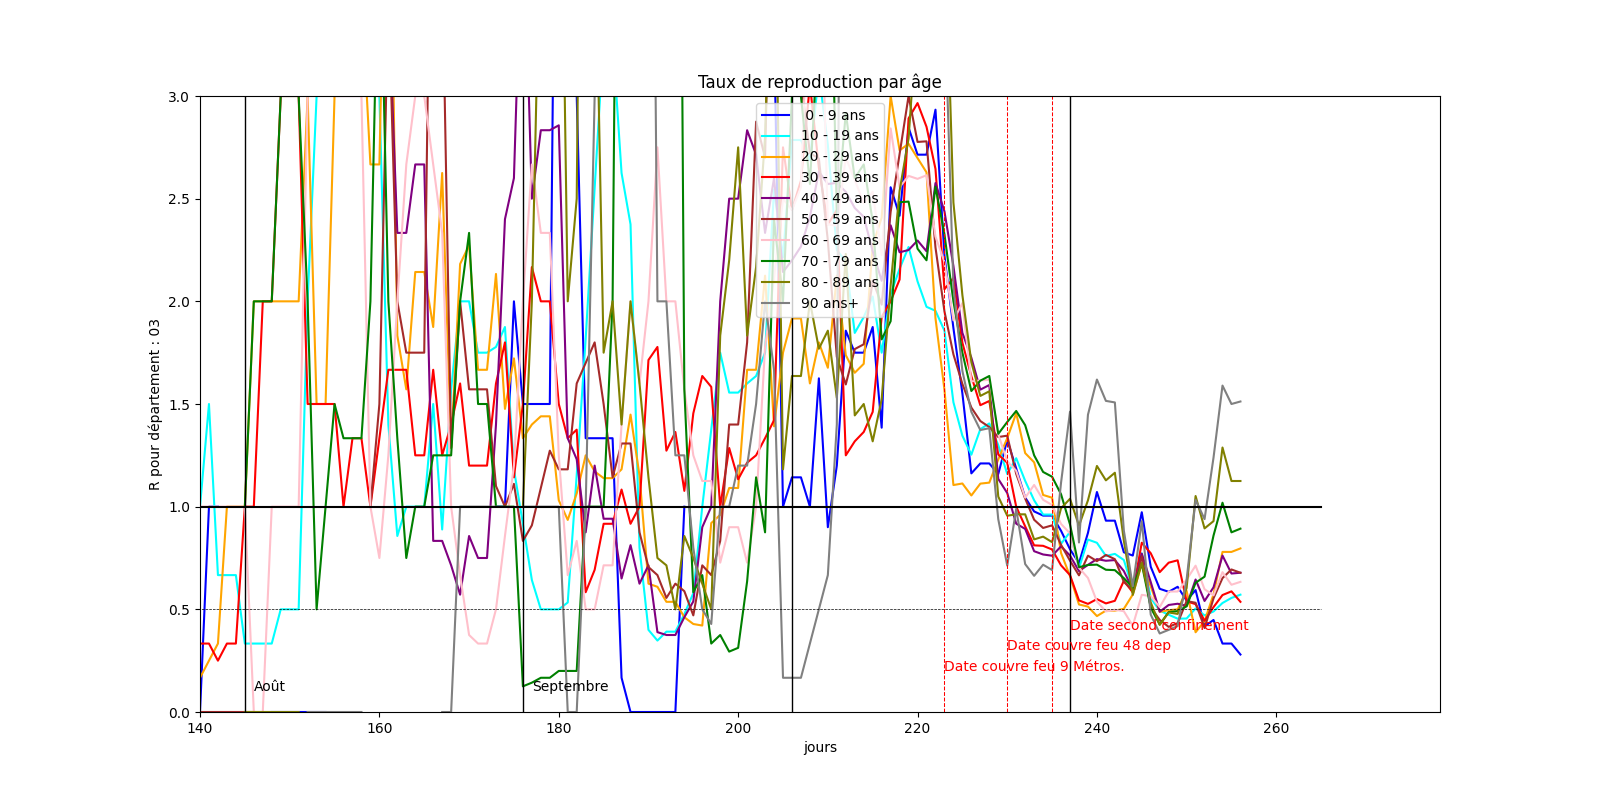 Taux de reproduction par âge
R pour département : 03
3.0
2.5
2.0
1.5
1.0
0.5
0.0
0 - 9 ans
10 - 19 ans
20 - 29 ans
30 - 39 ans
40 - 49 ans
50 - 59 ans
60 - 69 ans
70 - 79 ans
80 - 89 ans
90 ans+
Date second confinement
Date couvre feu 48 dep
Date couvre feu 9 Métros.
Août
Septembre
140 160 180 200 220 240 260
jours